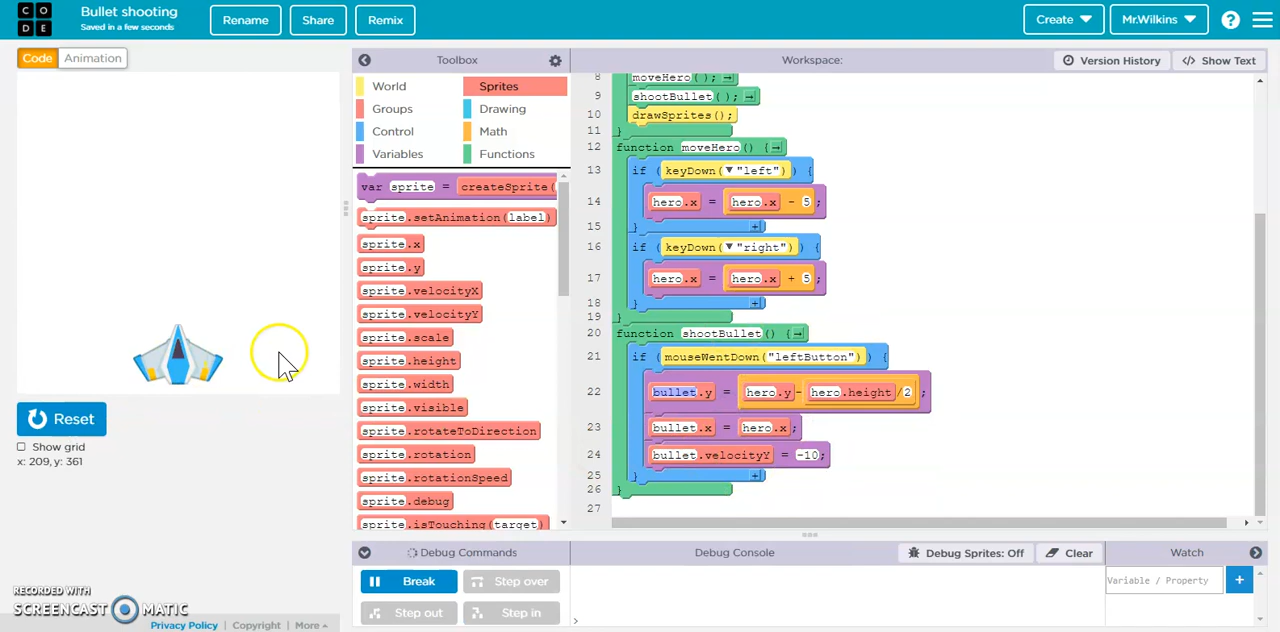 CO
DE
Bullet shooting
Saved in a few seconds
Rename
Share
Remix
Create
Mr.Wilkins
?
Code
Animation
Toolbox
Workspace:
Version History
</> Show Text
World
Sprites
Groups
Drawing
Control
Math
Variables
Functions
var sprite = createSprite(
sprite.setAnimation(label)
sprite.x
sprite.y
sprite.velocityX
sprite.velocityY
sprite.scale
sprite.height
sprite.width
sprite.visible
sprite.rotateToDirection
sprite.rotation
sprite.rotationSpeed
sprite.debug
sprite.isTouching(target)
8 moveHero();
9 shootBullet();
10 drawSprites();
11 }
12 function moveHero() {
13 if (keyDown("left")) {
14 hero.x = hero.x - 5;
15 }
16 if (keyDown("right")) {
17 hero.x = hero.x + 5;
18 }
19 }
20 function shootBullet() {
21 if (mouseWentDown("leftButton")) {
22 bullet.y = hero.y-hero.height/2;
23 bullet.x = hero.x;
24 bullet.velocityY = -10;
25 }
26 }
27
Reset
Show grid
x: 209, y: 361
Debug Commands
Debug Console
Debug Sprites: Off
Clear
Watch
Break
Step over
Step out
Step in
>
Variable / Property
+
RECORDED WITH
SCREENCAST MATIC
Privacy Policy | Copyright | More